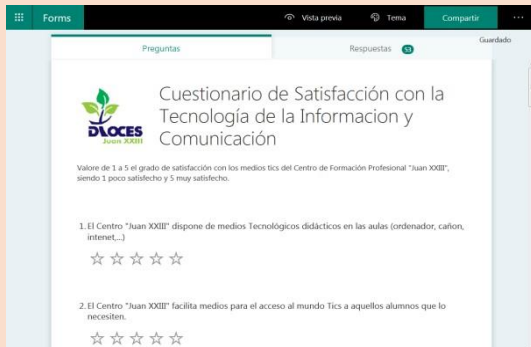 Forms
Vista previa
Tema
Compartir
...
Preguntas
Respuestas 53
Guardado
DIOCES
Juan XXIII
Cuestionario de Satisfacción con la
Tecnología de la Informacion y
Comunicación
Valore de 1 a 5 el grado de satisfacción con los medios tics del Centro de Formación Profesional "Juan XXIII",
siendo 1 poco satisfecho y 5 muy satisfecho.
1. El Centro "Juan XXIII" dispone de medios Tecnológicos didácticos en las aulas (ordenador, cañon,
intenet,...)
2. El Centro "Juan XXIII" facilita medios para el acceso al mundo Tics a aquellos alumnos que lo
necesiten.